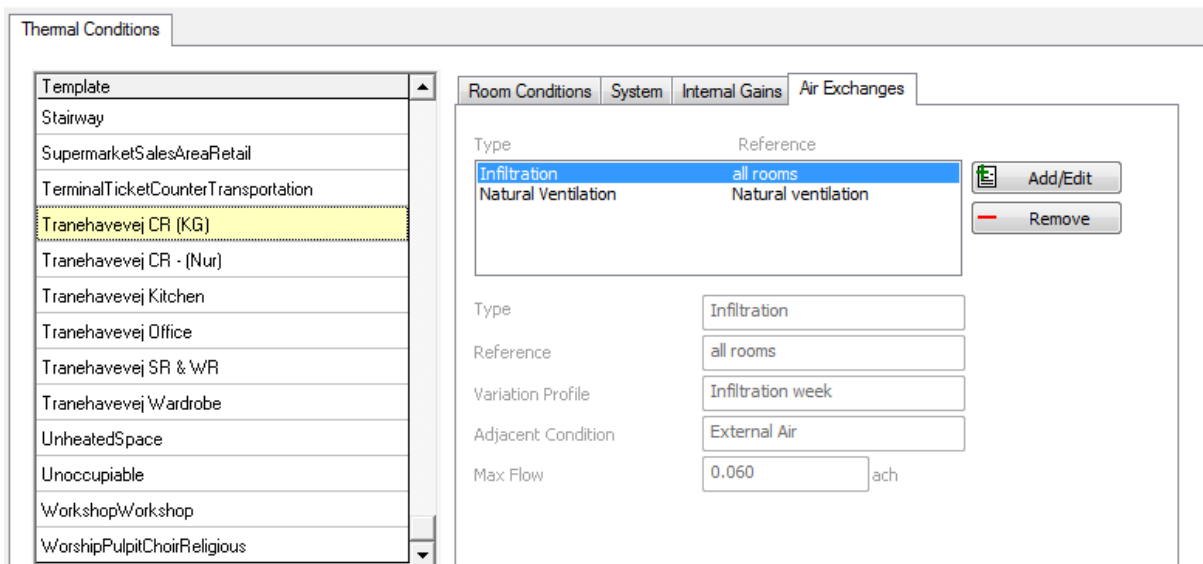 Thermal Conditions
Template
Stairway
SupermarketSalesAreaRetail
TerminalTicketCounterTransportation
Tranehavevej CR (KG)
Tranehavevej CR - (Nur)
Tranehavevej Kitchen
Tranehavevej Office
Tranehavevej SR & WR
Tranehavevej Wardrobe
UnheatedSpace
Unoccupiable
WorkshopWorkshop
WorshipPulpitChoirReligious
Room Conditions System Internal Gains Air Exchanges
Type Reference
Infiltration all rooms
Natural Ventilation Natural ventilation
Add/Edit
Remove
Type Infiltration
Reference all rooms
Variation Profile Infiltration week
Adjacent Condition External Air
Max Flow 0.060 ach